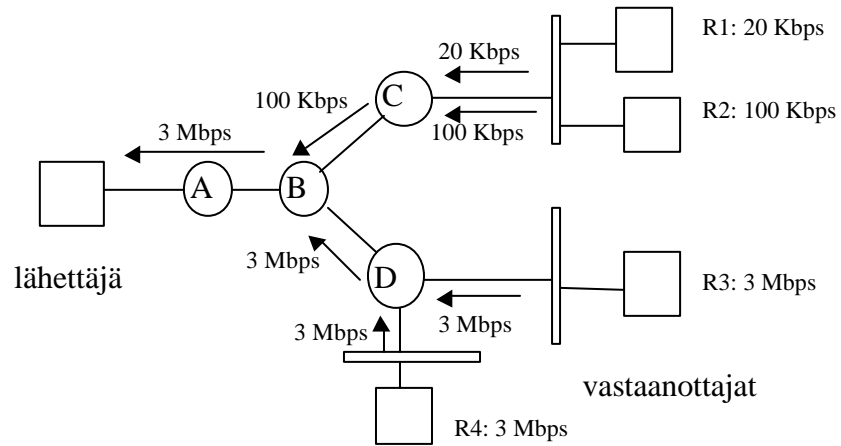 R1: 20 Kbps
20 Kbps
C
100 Kbps
100 Kbps
R2: 100 Kbps
3 Mbps
A
B
lähettäjä
3 Mbps
D
3 Mbps
R3: 3 Mbps
3 Mbps
vastaanottajat
R4: 3 Mbps